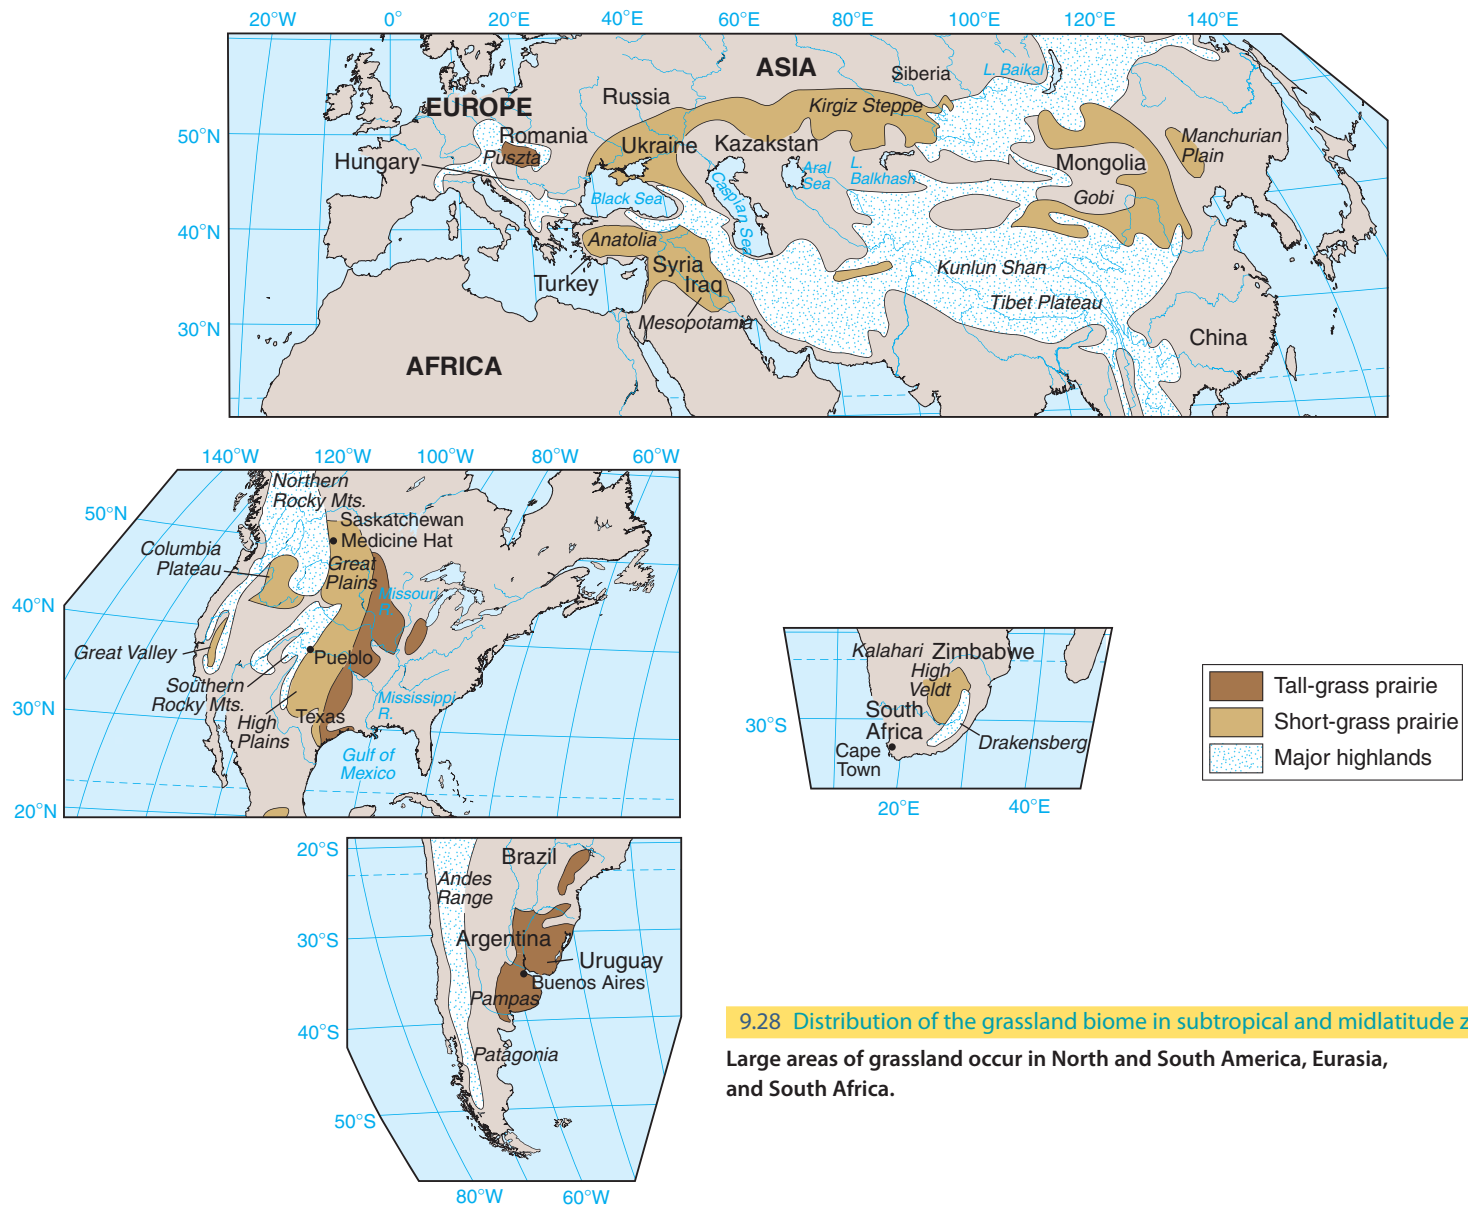 20°W 0° 20°E 40°E 60°E 80°E 100°E 120°E 140°E
50°N
40°N
30°N
EUROPE
ASIA
AFRICA
Russia
Siberia
L. Baikal
Kirgiz Steppe
Romania
Puszta
Hungary
Ukraine
Kazakstan
Aral
Sea
L.
Balkhash
Mongolia
Gobi
Manchurian
Plain
Black Sea
Caspian Sea
Anatolia
Turkey
Syria
Iraq
Mesopotamia
Kunlun Shan
Tibet Plateau
China
140°W 120°W 100°W 80°W 60°W
50°N
40°N
30°N
20°N
Northern
Rocky Mts.
Saskatchewan
Medicine Hat
Columbia
Plateau
Great
Plains
Missouri
R.
Great Valley
Pueblo
Southern
Rocky Mts.
High
Plains
Texas
Mississippi
R.
Gulf of
Mexico
Kalahari
Zimbabwe
High
Veldt
South
Africa
Cape
Town
Drakensberg
30°S
20°E 40°E
Tall-grass prairie
Short-grass prairie
Major highlands
20°S
30°S
40°S
50°S
Brazil
Andes
Range
Argentina
Uruguay
Buenos Aires
Pampas
Patagonia
80°W 60°W
9.28 Distribution of the grassland biome in subtropical and midlatitude z
Large areas of grassland occur in North and South America, Eurasia,
and South Africa.